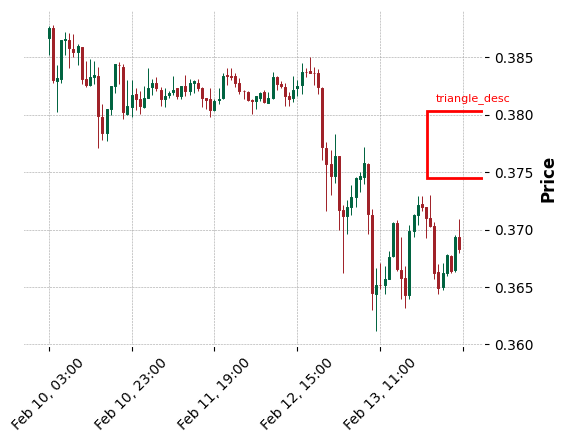 triangle_desc
0.385
0.380
0.375
0.370
0.365
0.360
Price
Feb 10, 03:00
Feb 10, 23:00
Feb 11, 19:00
Feb 12, 15:00
Feb 13, 11:00